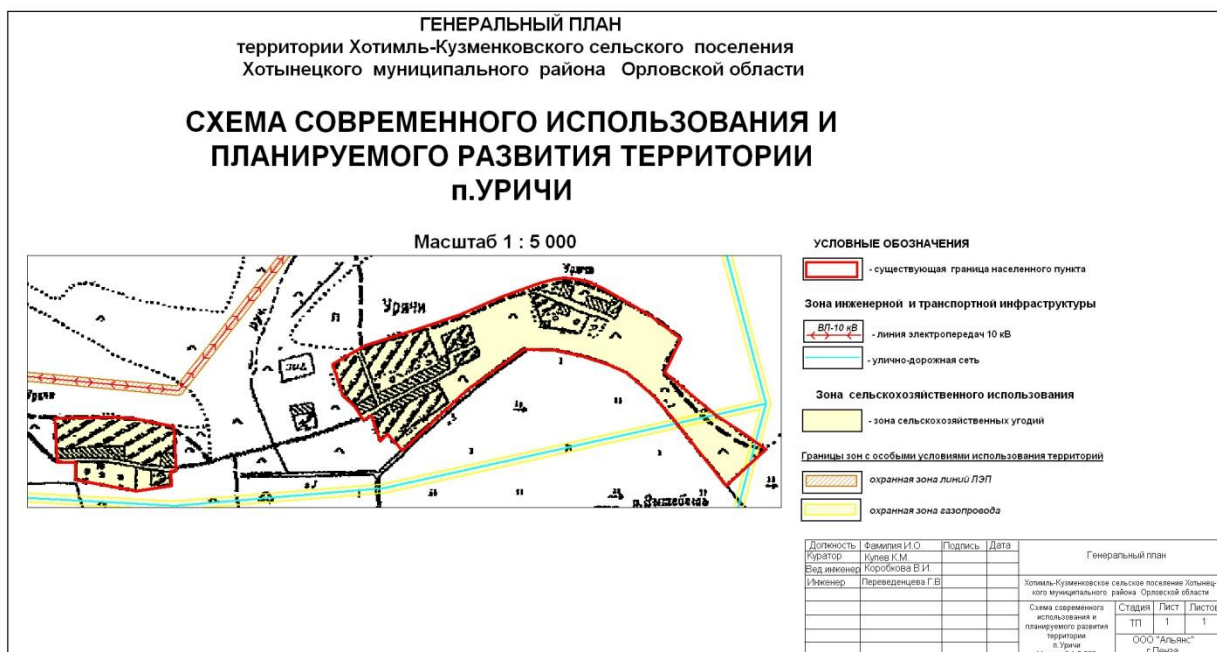 ГЕНЕРАЛЬНЫЙ ПЛАН
территории Хотимль-Кузменковского сельского поселения
Хотынецкого муниципального района Орловской области
СХЕМА СОВРЕМЕННОГО ИСПОЛЬЗОВАНИЯ И
ПЛАНИРУЕМОГО РАЗВИТИЯ ТЕРРИТОРИИ
п.УРИЧИ
Масштаб 1 : 5 000
Уричи
УСЛОВНЫЕ ОБОЗНАЧЕНИЯ
- существующая граница населенного пункта
Зона инженерной и транспортной инфраструктуры
ВЛ-10 кВ
- линия электропередач 10 кВ
- улично-дорожная сеть
Зона сельскохозяйственного использования
- зона сельскохозяйственных угодий
Границы зон с особыми условиями использования территорий
охранная зона линий ЛЭП
охранная зона газопровода
Должность Фамилия И.О. Подпись Дата
Куратор Купев К.М.
Вед.инженер Коробкова В.И.
Инженер Переведенцева Г.В
Генеральный план
Хотимль-Кузменковское сельское поселение Хотынец-
кого муниципального района Орловской области
Схема современного
использования и
планируемого развития
территории
п.Уричи
Стадия Лист Листов
ТП 1 1
ООО "Альянс"
г.Пенза